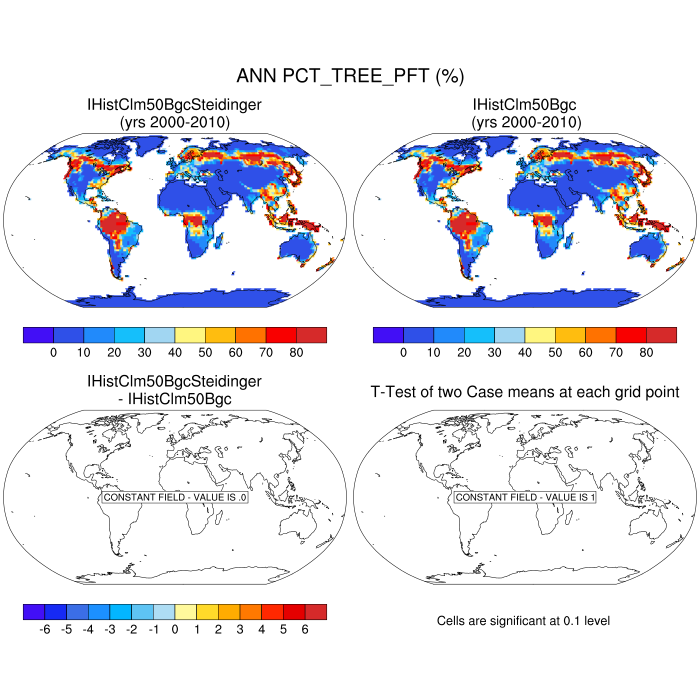 ANN PCT_TREE_PFT (%)
IHistClm50BgcSteidinger
(yrs 2000-2010)
IHistClm50Bgc
(yrs 2000-2010)
0 10 20 30 40 50 60 70 80
0 10 20 30 40 50 60 70 80
IHistClm50BgcSteidinger
- IHistClm50Bgc
T-Test of two Case means at each grid point
CONSTANT FIELD - VALUE IS .0
CONSTANT FIELD - VALUE IS 1
-6 -5 -4 -3 -2 -1 0 1 2 3 4 5 6
Cells are significant at 0.1 level